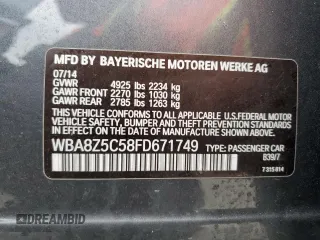 MFD BY BAYERISCHE MOTOREN WERKE AG
07/14
GVWR 4925 lbs 2234 kg
GAWR FRONT 2270 lbs 1030 kg
GAWR REAR 2785 lbs 1263 kg
THIS VEHICLE CONFORMS TO ALL APPLICABLE FEDERAL
MOTOR VEHICLE SAFETY, BUMPER AND THEFT PREVENTION
STANDARDS IN EFFECT ON THE DATE OF MANUFACTURE SHOWN ABOVE.
WBA8Z5C58FD671749 TYPE: PASSENGER CAR
B39/7
7315814
DREAMBID